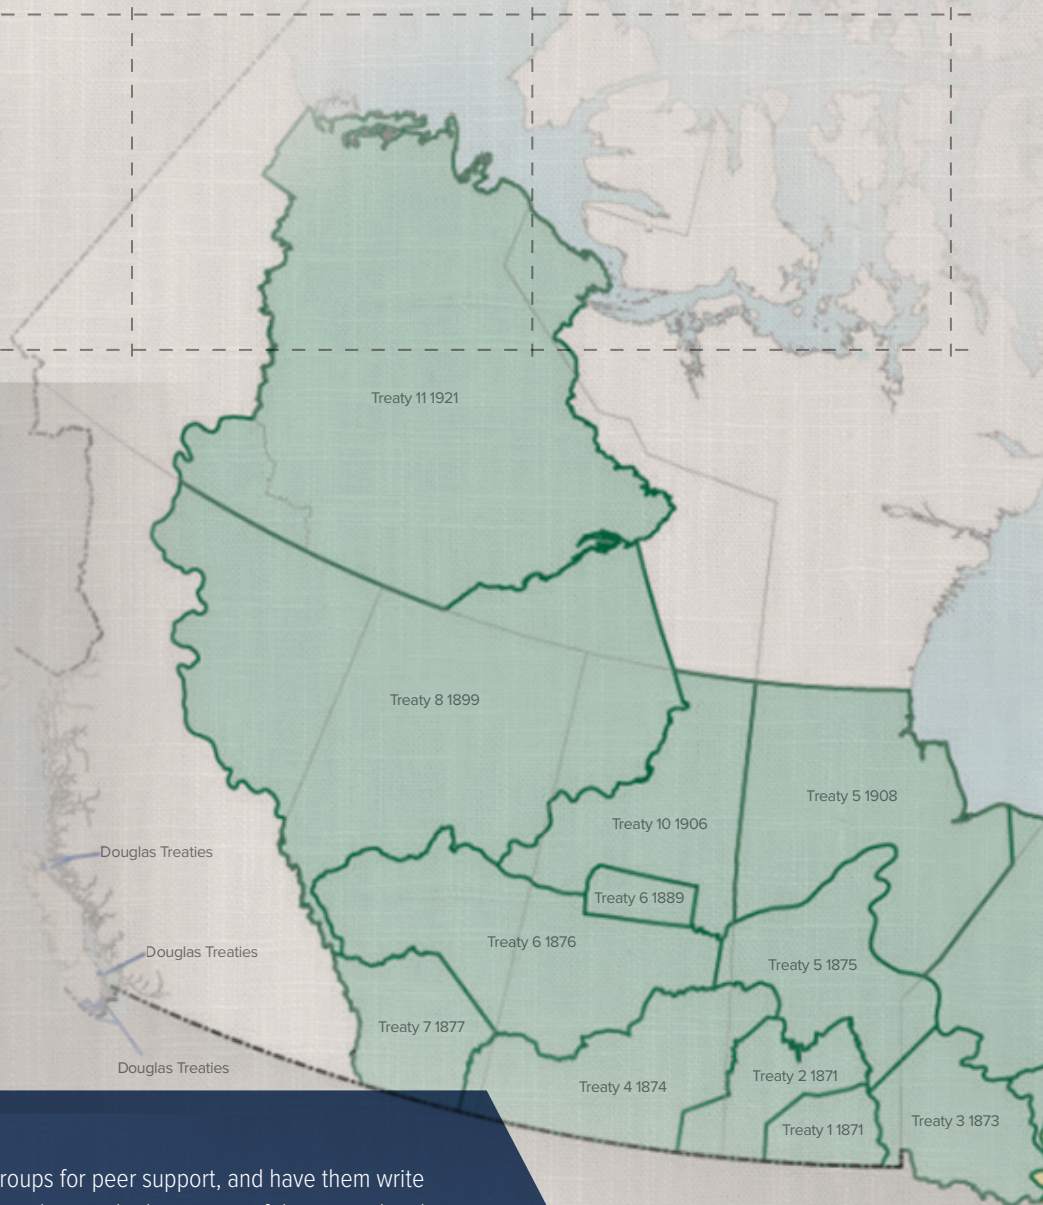 Treaty 11 1921
Treaty 8 1899
Treaty 5 1908
Treaty 10 1906
Douglas Treaties
Treaty 6 1889
Treaty 6 1876
Douglas Treaties
Treaty 5 1875
Treaty 7 1877
Douglas Treaties
Treaty 2 1871
Treaty 4 1874
Treaty 3 1873
Treaty 1 1871
roups for peer support, and have them write